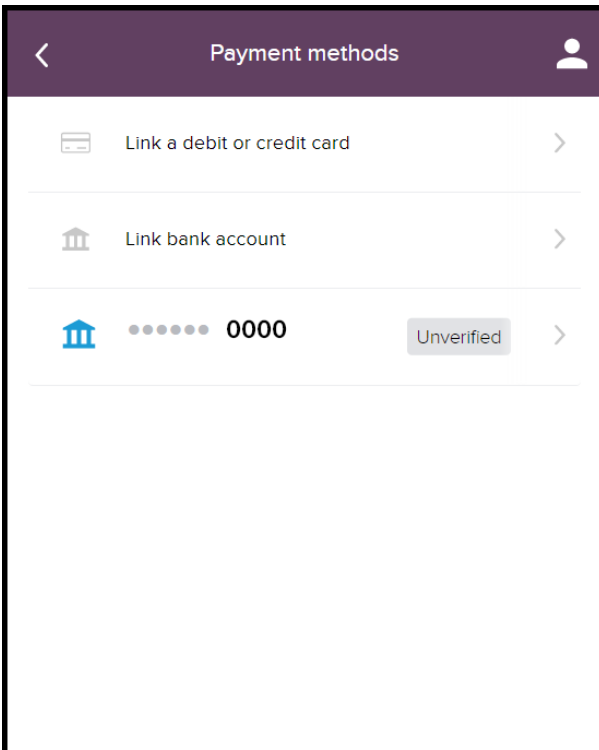 Payment methods
Link a debit or credit card
Link bank account
•••••• 0000 Unverified